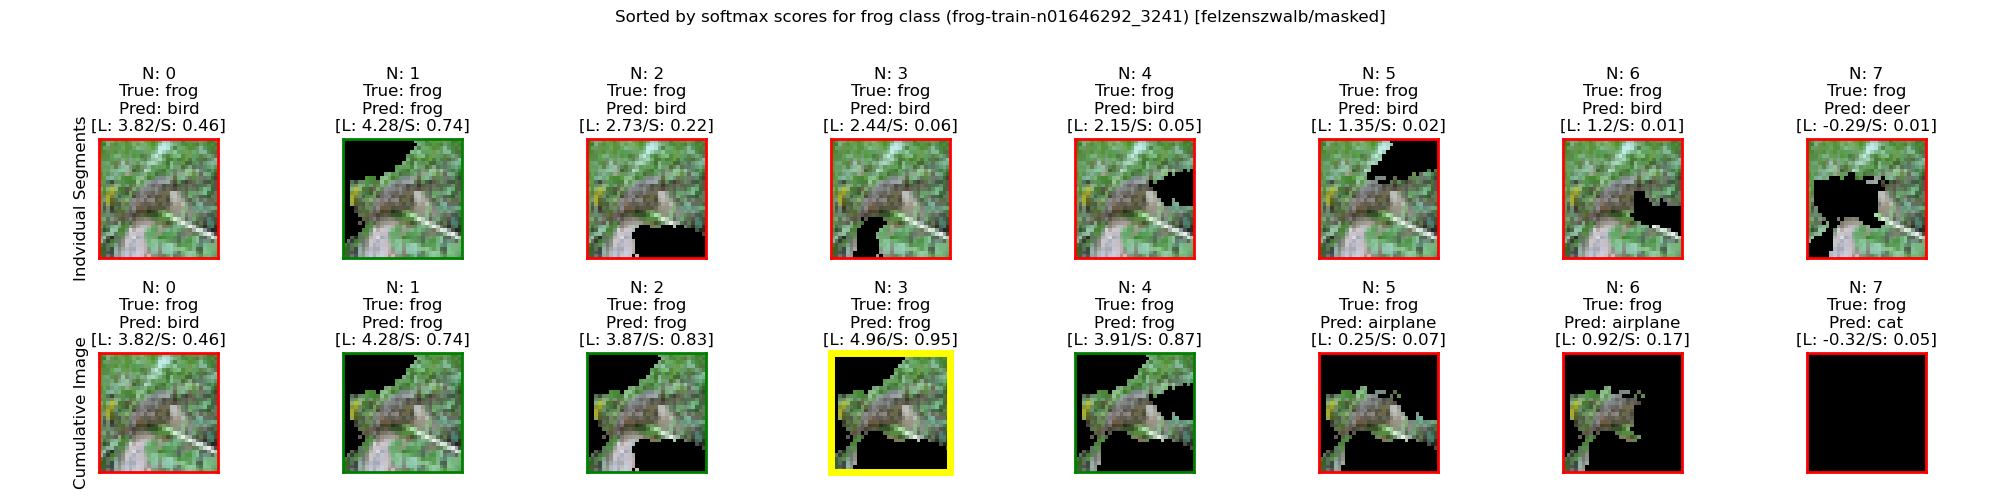 Sorted by softmax scores for frog class (frog-train-n01646292_3241) [felzenszwalb/masked]
Indvidual Segments
N: 0
True: frog
Pred: bird
[L: 3.82/S: 0.46]
N: 1
True: frog
Pred: frog
[L: 4.28/S: 0.74]
N: 2
True: frog
Pred: bird
[L: 2.73/S: 0.22]
N: 3
True: frog
Pred: bird
[L: 2.44/S: 0.06]
N: 4
True: frog
Pred: bird
[L: 2.15/S: 0.05]
N: 5
True: frog
Pred: bird
[L: 1.35/S: 0.02]
N: 6
True: frog
Pred: bird
[L: 1.2/S: 0.01]
N: 7
True: frog
Pred: deer
[L: -0.29/S: 0.01]
Cumulative Image
N: 0
True: frog
Pred: bird
[L: 3.82/S: 0.46]
N: 1
True: frog
Pred: frog
[L: 4.28/S: 0.74]
N: 2
True: frog
Pred: frog
[L: 3.87/S: 0.83]
N: 3
True: frog
Pred: frog
[L: 4.96/S: 0.95]
N: 4
True: frog
Pred: frog
[L: 3.91/S: 0.87]
N: 5
True: frog
Pred: airplane
[L: 0.25/S: 0.07]
N: 6
True: frog
Pred: airplane
[L: 0.92/S: 0.17]
N: 7
True: frog
Pred: cat
[L: -0.32/S: 0.05]